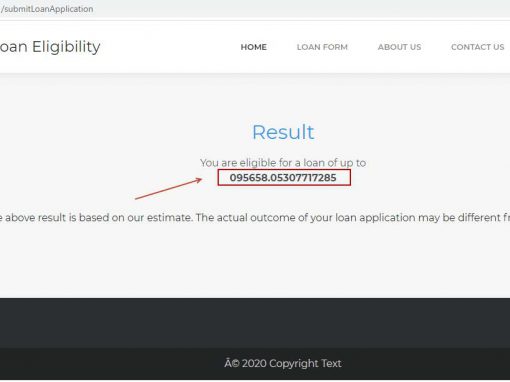 /submitLoanApplication
oan Eligibility
HOME LOAN FORM ABOUT US CONTACT US
Result
You are eligible for a loan of up to
095658.05307717285
e above result is based on our estimate. The actual outcome of your loan application may be different fr
Â© 2020 Copyright Text